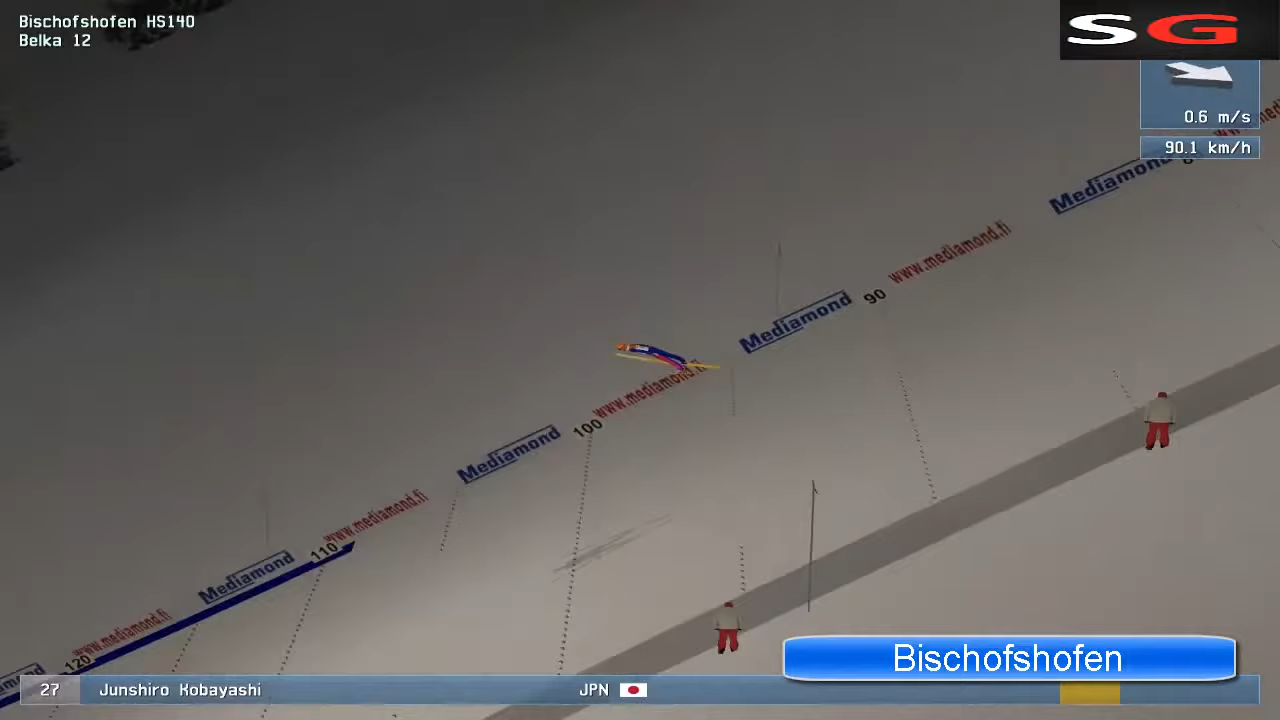 Bischofshofen HS140
Belka 12
SG
0.6 m/s
90.1 km/h
Mediamond
www.mediamond.fi
90
Mediamond
www.mediamond.fi
100
Mediamond
www.mediamond.fi
110
Mediamond
www.mediamond.fi
120
Bischofshofen
27 Junshiro Kobayashi JPN